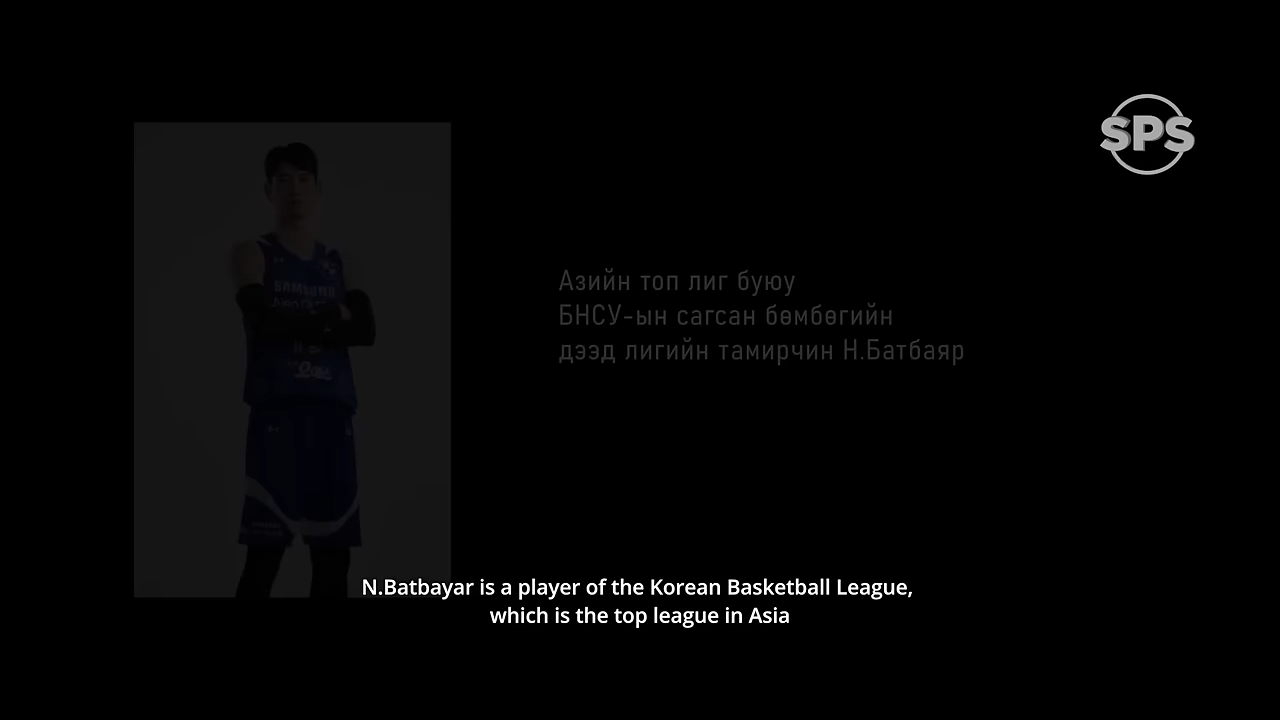 SPS
SAMSUNG
Азийн топ лиг буюу
БНСУ-ын сагсан бөмбөгийн
дээд лигийн тамирчин Н.Батбаяр
N.Batbayar is a player of the Korean Basketball League,
which is the top league in Asia